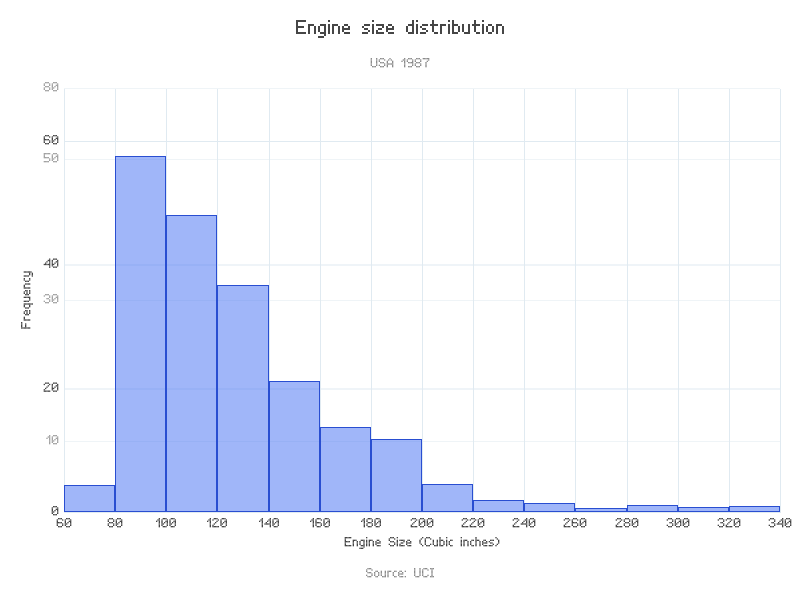 Engine size distribution
USA 1987
80
60
50
40
30
20
10
0
Frequency
60 80 100 120 140 160 180 200 220 240 260 280 300 320 340
Engine Size (Cubic inches)
Source: UCI